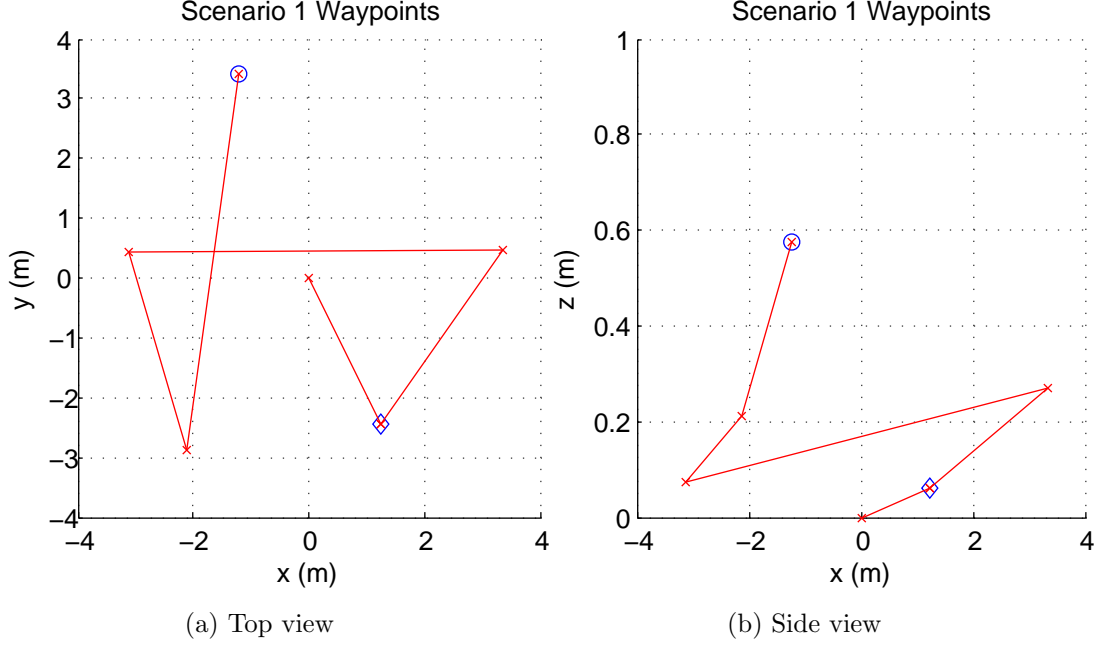 Scenario 1 Waypoints
4
3
2
1
0
−1
−2
−3
−4
y (m)
−4 −2 0 2 4
x (m)
(a) Top view
Scenario 1 Waypoints
1
0.8
0.6
0.4
0.2
0
z (m)
−4 −2 0 2 4
x (m)
(b) Side view